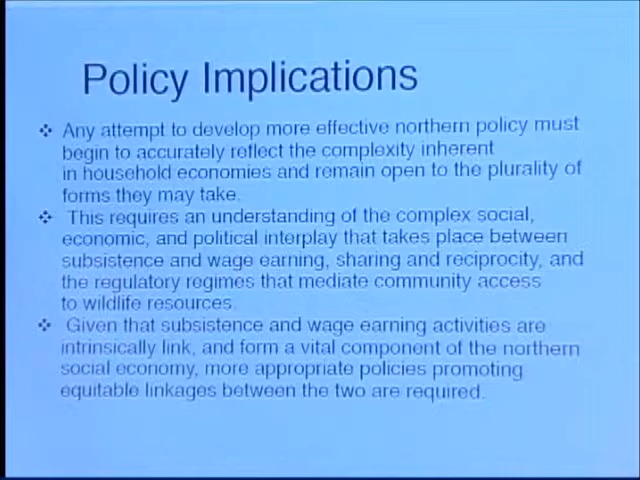 Policy Implications
Any attempt to develop more effective northern policy must
begin to accurately reflect the complexity inherent
in household economies and remain open to the plurality of
forms they may take.
This requires an understanding of the complex social,
economic, and political interplay that takes place between
subsistence and wage earning, sharing and reciprocity, and
the regulatory regimes that mediate community access
to wildlife resources.
Given that subsistence and wage earning activities are
intrinsically link, and form a vital component of the northern
social economy, more appropriate policies promoting
equitable linkages between the two are required.